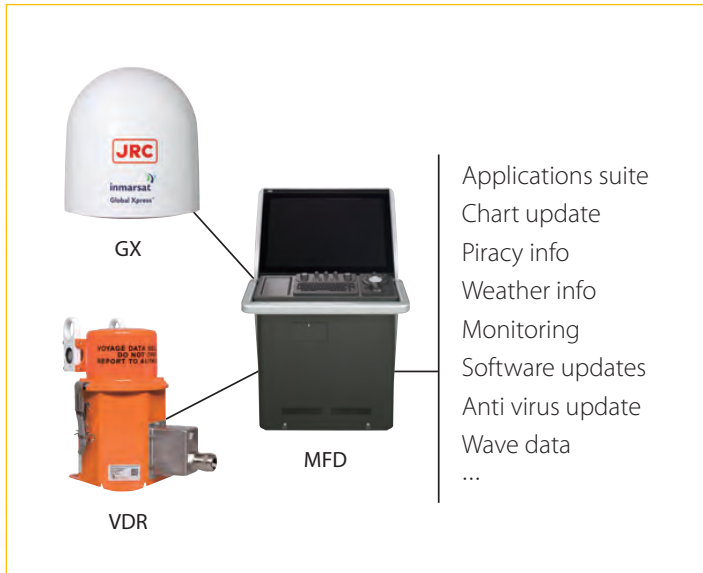 JRC
inmarsat
Global Xpress™
GX
VOYAGE DATA
DO NOT
REPORT TO
VDR
MFD
Applications suite
Chart update
Piracy info
Weather info
Monitoring
Software updates
Anti virus update
Wave data
...